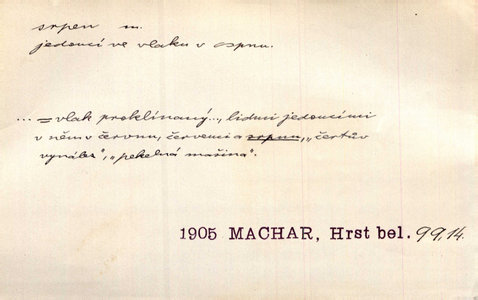 srpen m.
jedoucí ve vlaku v srpnu.
... = vlak proklínaný..., lidmi jedoucími
v něm v červnu, červenci a srpnu, „čertův
vynález", „pekelná mašina".
1905 MACHAR, Hrst bel. 99,14.